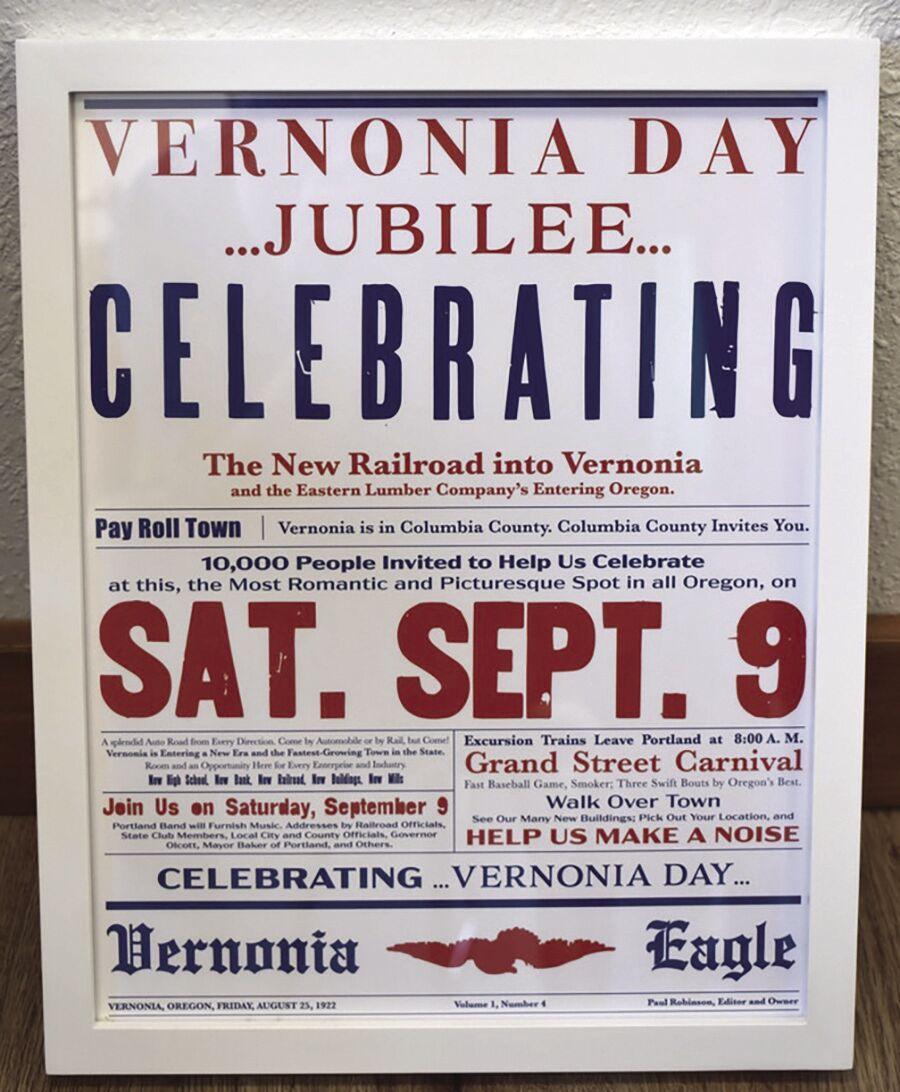 VERNONIA DAY
...JUBILEE...
CELEBRATING
The New Railroad into Vernonia
and the Eastern Lumber Company's Entering Oregon.
Pay Roll Town | Vernonia is in Columbia County. Columbia County Invites You.
10,000 People Invited to Help Us Celebrate
at this, the Most Romantic and Picturesque Spot in all Oregon, on
SAT. SEPT. 9
A splendid Auto Road from Every Direction. Come by Automobile or by Rail, but Come!
Vernonia is Entering a New Era and the Fastest-Growing Town in the State.
Room and an Opportunity Here for Every Enterprise and Industry.
New High School, New Bank, New Railroad, New Buildings, New Mills
Join Us on Saturday, September 9
Portland Band will Furnish Music. Addresses by Railroad Officials,
State Club Members, Local City and County Officials, Governor
Olcott, Mayor Baker of Portland, and Others.
Excursion Trains Leave Portland at 8:00 A. M.
Grand Street Carnival
Fast Baseball Game, Smoker; Three Swift Bouts by Oregon's Best.
Walk Over Town
See Our Many New Buildings; Pick Out Your Location, and
HELP US MAKE A NOISE
CELEBRATING ...VERNONIA DAY...
Vernonia Eagle
VERNONIA, OREGON, FRIDAY, AUGUST 25, 1922 Volume 1, Number 4 Paul Robinson, Editor and Owner